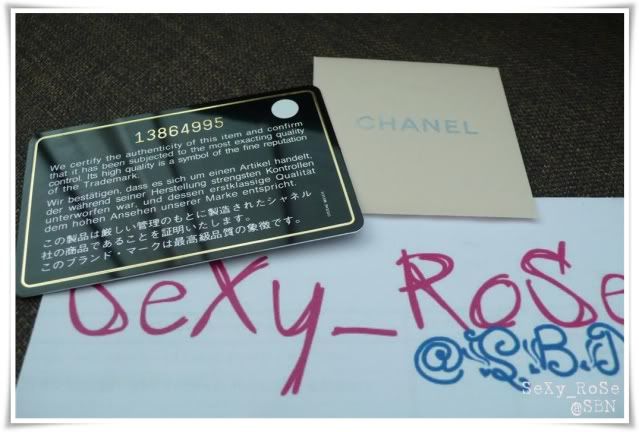 13864995
We certify the authenticity of this item and confirm
that it has been subjected to the most exacting quality
control. Its high quality is a symbol of the fine reputation
of the Trademark.
Wir bestätigen, dass es sich um einen Artikel handelt,
der während seiner Herstellung strengsten Kontrollen
unterworfen war, und dessen erstklassige Qualität
dem hohen Ansehen unserer Marke entspricht.
この製品は厳しい管理のもとに製造されたシャネル
社の商品であることを証明いたします。
このブランド・マークは最高級品質の象徴です。
CHANEL
SeXy_RoSe
@S.B.N
SeXy_RoSe
@SBN